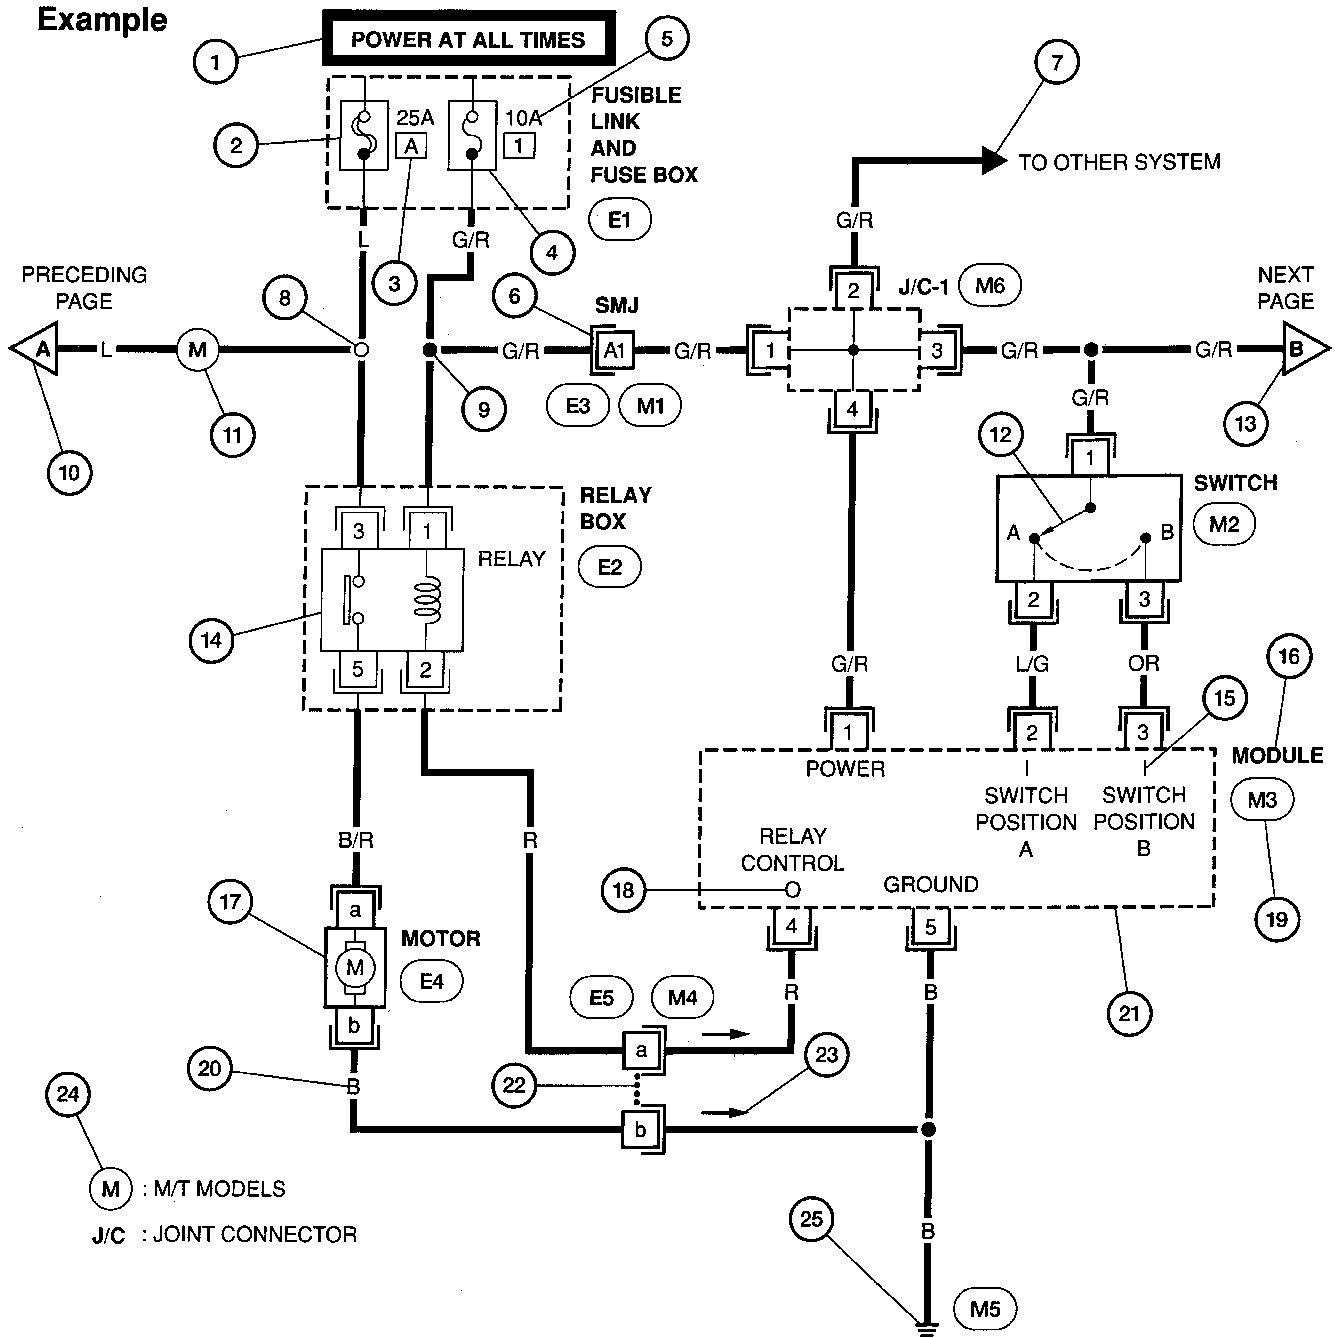 Example
POWER AT ALL TIMES
1
5
7
25A
10A
A
1
2
FUSIBLE
LINK
AND
FUSE BOX
E1
TO OTHER SYSTEM
L
G/R
G/R
3
4
PRECEDING
PAGE
8
6
SMJ
2
J/C-1
M6
NEXT
PAGE
A
L
M
G/R
A1
G/R
1
3
G/R
G/R
B
E3
M1
4
G/R
9
10
11
12
13
1
SWITCH
M2
A
B
2
3
RELAY
BOX
E2
3
1
RELAY
14
5
2
G/R
L/G
OR
16
15
1
2
3
MODULE
M3
POWER
SWITCH
POSITION
A
SWITCH
POSITION
B
RELAY
CONTROL
GROUND
B/R
R
18
4
5
19
17
a
MOTOR
M
E4
b
E5
M4
R
B
21
a
20
B
22
23
b
24
M : M/T MODELS
J/C : JOINT CONNECTOR
25
B
M5